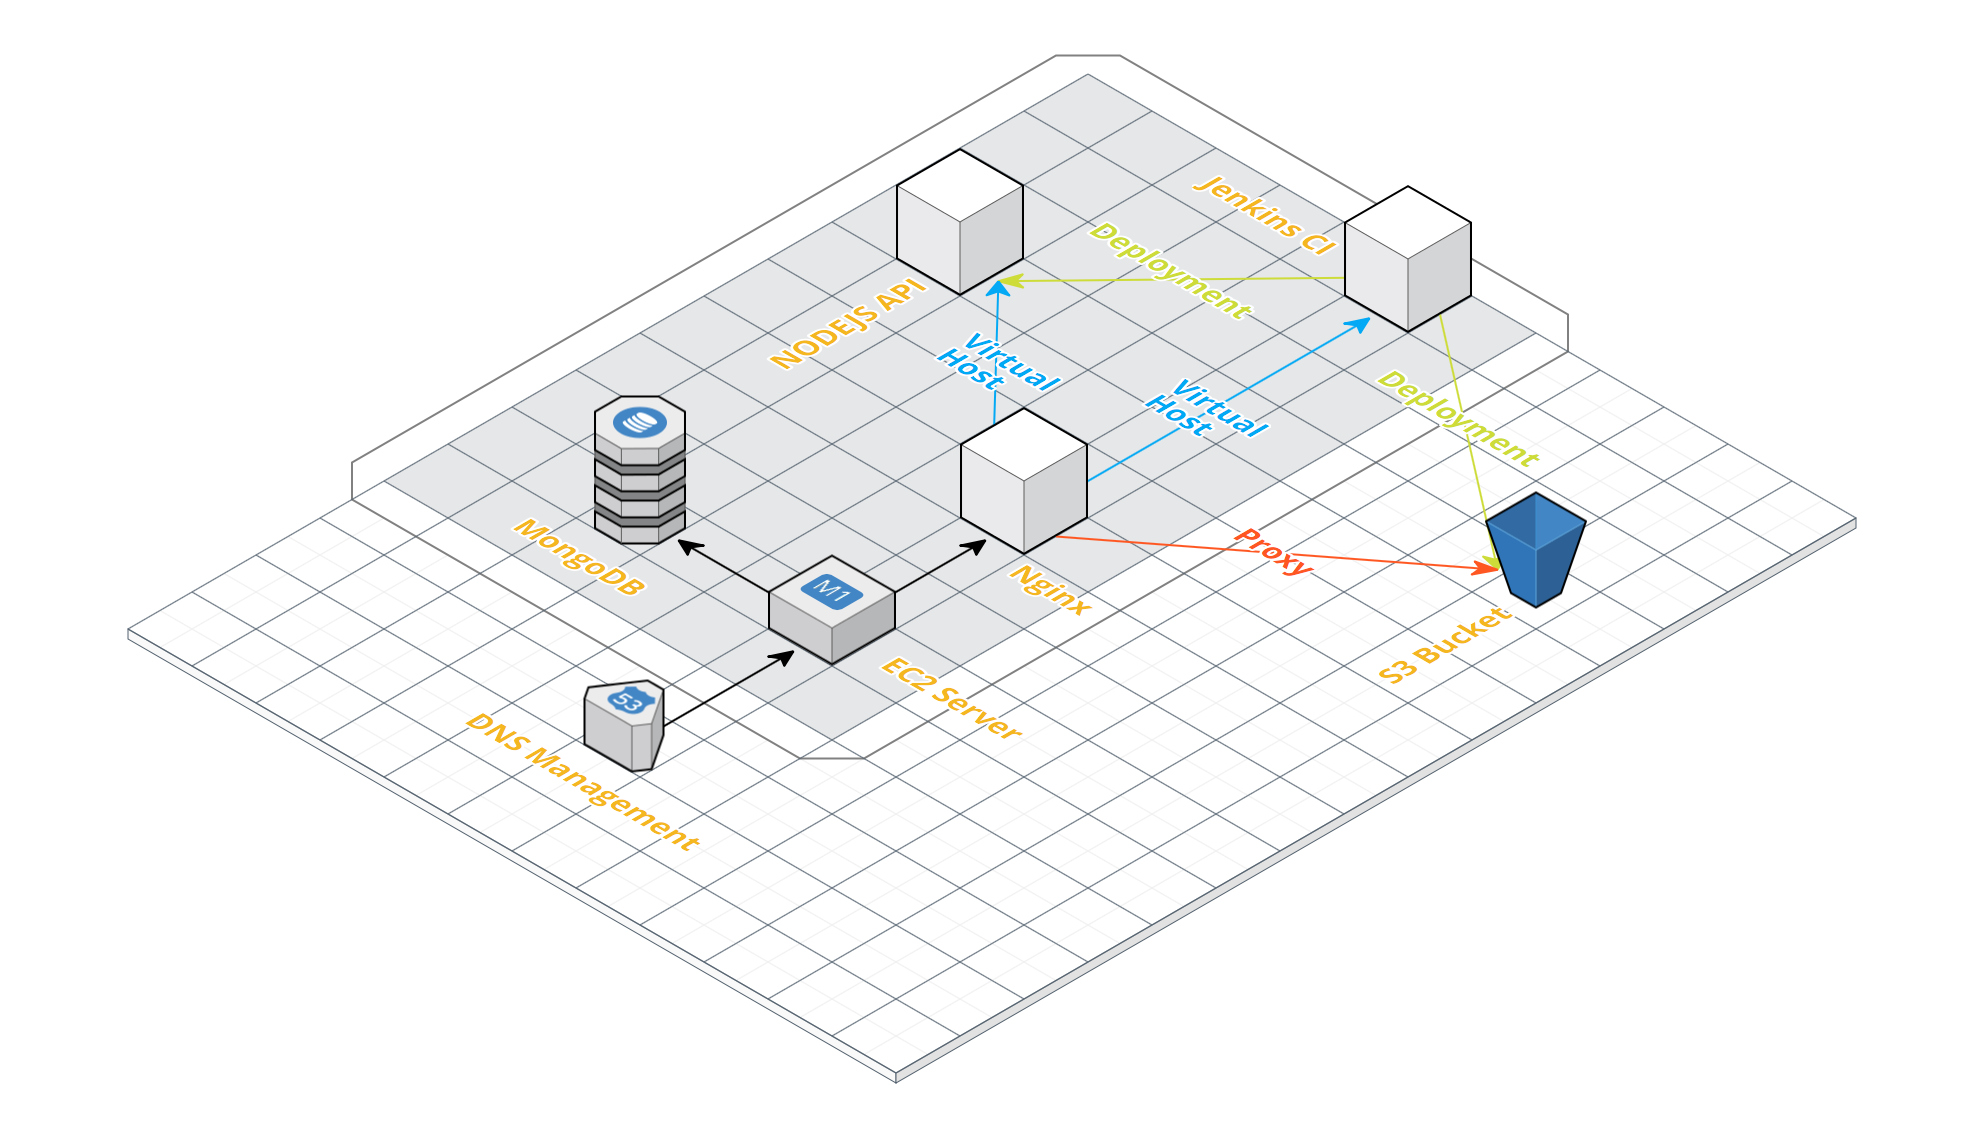 Jenkins CI
Deployment
NODEJS API
Virtual
Host
Virtual
Host
Deployment
MongoDB
Proxy
Nginx
M1
S3 Bucket
EC2 Server
53
DNS Management